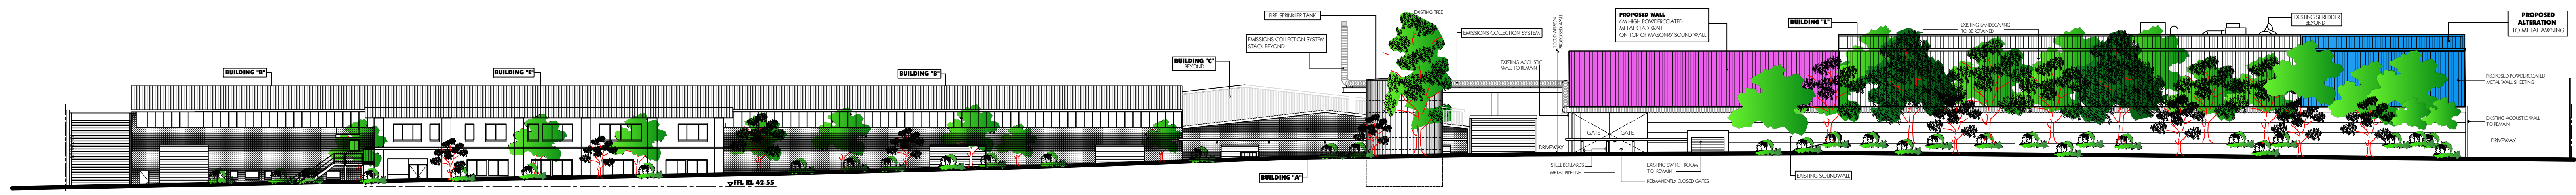 BUILDING "B"
BUILDING "E"
BUILDING "B"
BUILDING "C"
BEYOND
EMISSIONS COLLECTION SYSTEM
STACK BEYOND
FIRE SPRINKLER TANK
EXISTING TREE
EMISSIONS COLLECTION SYSTEM
EXISTING ACOUSTIC
WALL TO REMAIN
PROPOSED WALL
6M HIGH POWDERCOATED
METAL CLAD WALL
ON TOP OF MASONRY SOUND WALL
BUILDING "L"
EXISTING LANDSCAPING
TO BE RETAINED
EXISTING SHREDDER
BEYOND
PROPOSED
ALTERATION
TO METAL AWNING
PROPOSED POWDERCOATED
METAL WALL SHEETING
EXISTING ACOUSTIC WALL
TO REMAIN
DRIVEWAY
GATE
GATE
DRIVEWAY
STEEL BOLLARDS
METAL PIPELINE
EXISTING SWITCH ROOM
TO REMAIN
PERMANENTLY CLOSED GATES
EXISTING SOUNDWALL
BUILDING "A"
FFL RL 42.55